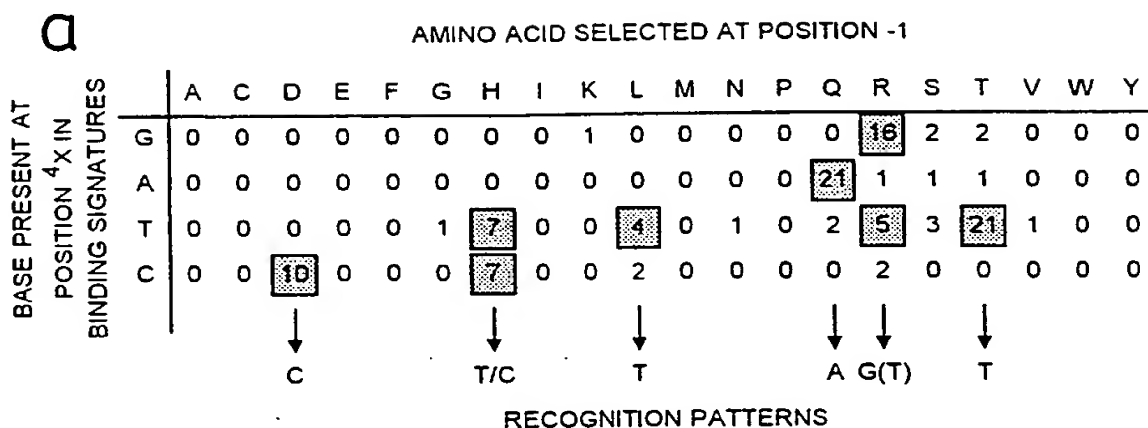 a
AMINO ACID SELECTED AT POSITION -1
BASE PRESENT AT
POSITION ⁴X IN
BINDING SIGNATURES
A C D E F G H I K L M N P Q R S T V W Y
G 0 0 0 0 0 0 0 0 1 0 0 0 0 0 16 2 2 0 0 0
A 0 0 0 0 0 0 0 0 0 0 0 0 0 21 1 1 1 0 0 0
T 0 0 0 0 0 1 7 0 0 4 0 1 0 2 5 3 21 1 0 0
C 0 0 10 0 0 0 7 0 0 2 0 0 0 0 2 0 0 0 0 0
C T/C T A G(T) T
RECOGNITION PATTERNS